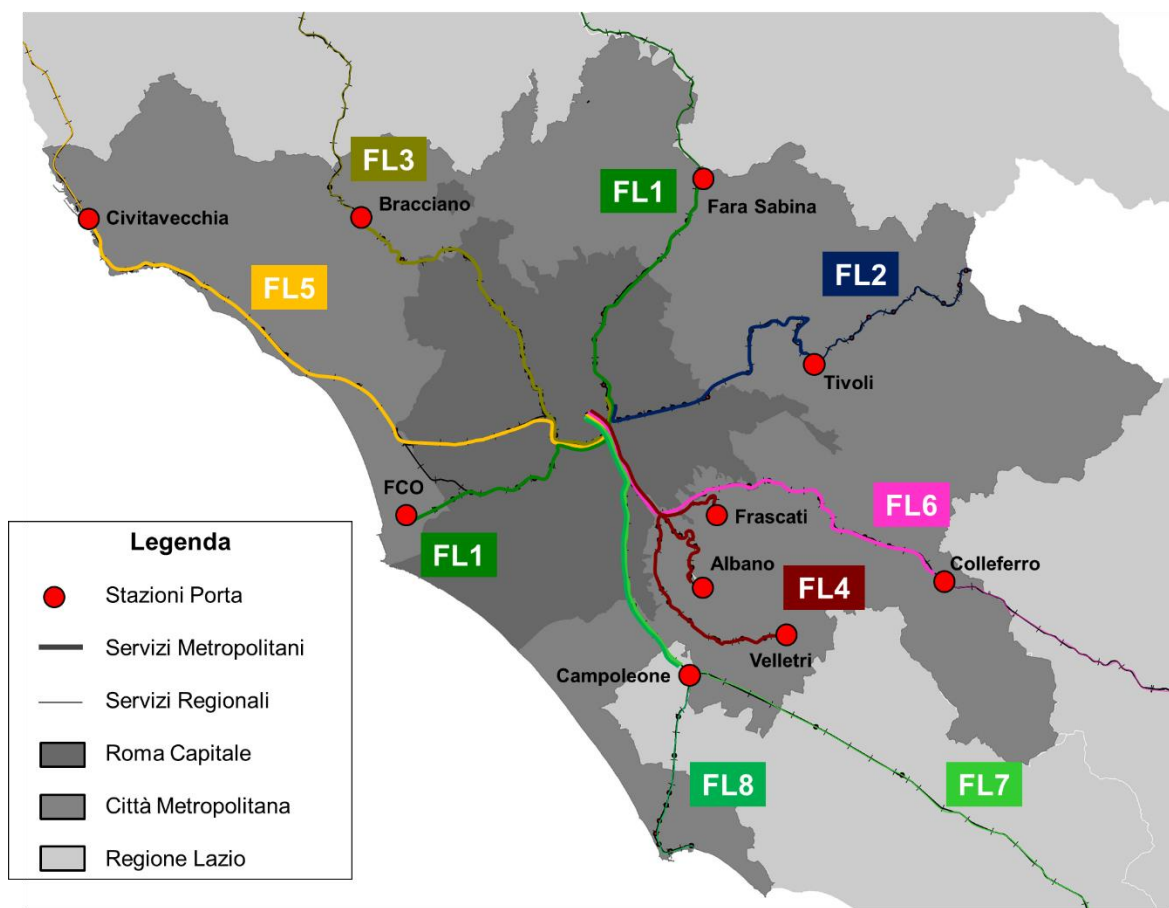 FL3
FL1
Bracciano
Fara Sabina
Civitavecchia
FL2
FL5
Tivoli
FCO
FL6
Frascati
FL1
Albano
Colleferro
FL4
Velletri
Campoleone
FL8
FL7
Legenda
Stazioni Porta
Servizi Metropolitani
Servizi Regionali
Roma Capitale
Città Metropolitana
Regione Lazio